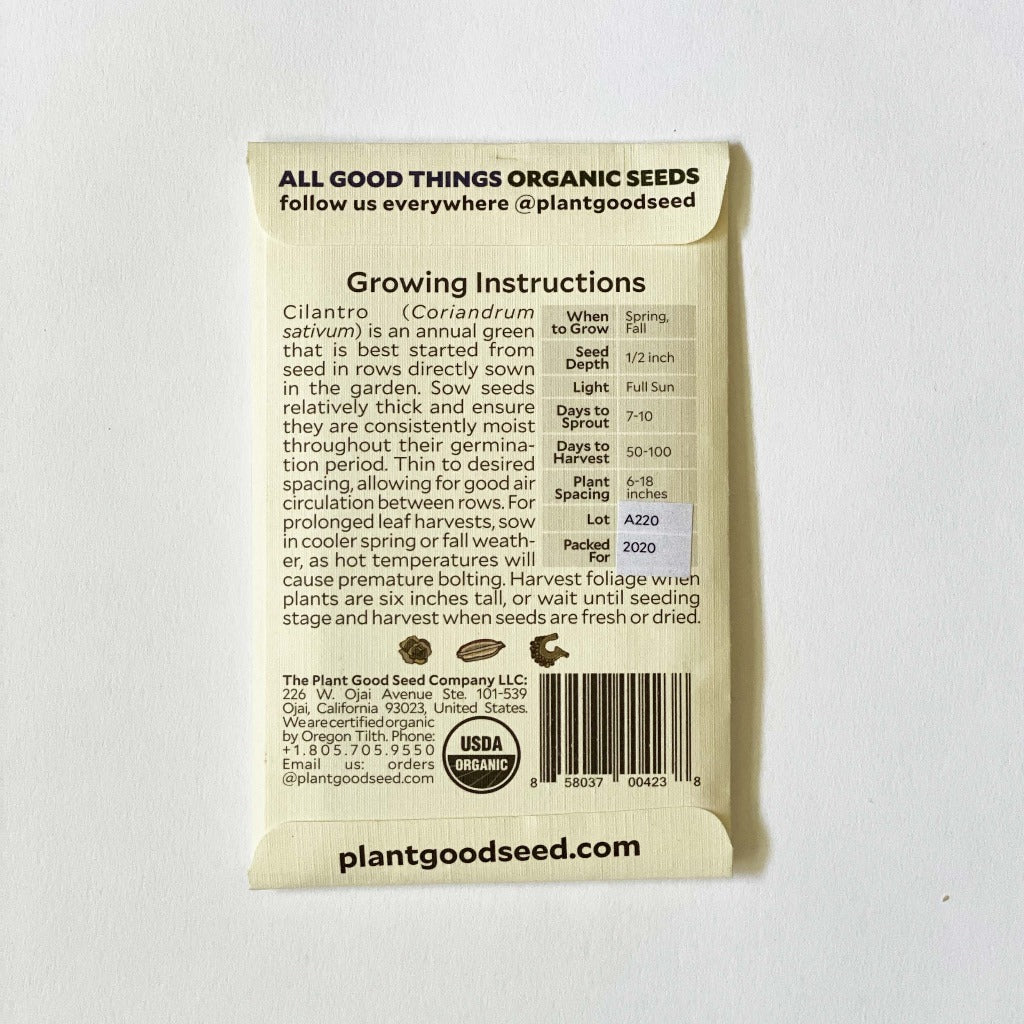 ALL GOOD THINGS ORGANIC SEEDS
follow us everywhere @plantgoodseed
Growing Instructions
Cilantro (Coriandrum
sativum) is an annual green
that is best started from
seed in rows directly sown
in the garden. Sow seeds
relatively thick and ensure
they are consistently moist
throughout their germina-
tion period. Thin to desired
spacing, allowing for good air
circulation between rows. For
prolonged leaf harvests, sow
in cooler spring or fall weath-
er, as hot temperatures will
cause premature bolting. Harvest foliage when
plants are six inches tall, or wait until seeding
stage and harvest when seeds are fresh or dried.
When
to Grow
Spring,
Fall
Seed
Depth
1/2 inch
Light
Full Sun
Days to
Sprout
7-10
Days to
Harvest
50-100
Plant
Spacing
6-18
inches
Lot
A220
Packed
For
2020
The Plant Good Seed Company LLC:
226 W. Ojai Avenue Ste. 101-539
Ojai, California 93023, United States.
We are certified organic
by Oregon Tilth. Phone:
+1.805.705.9550
Email us: orders
@plantgoodseed.com
USDA
ORGANIC
8 58037 00423 8
plantgoodseed.com